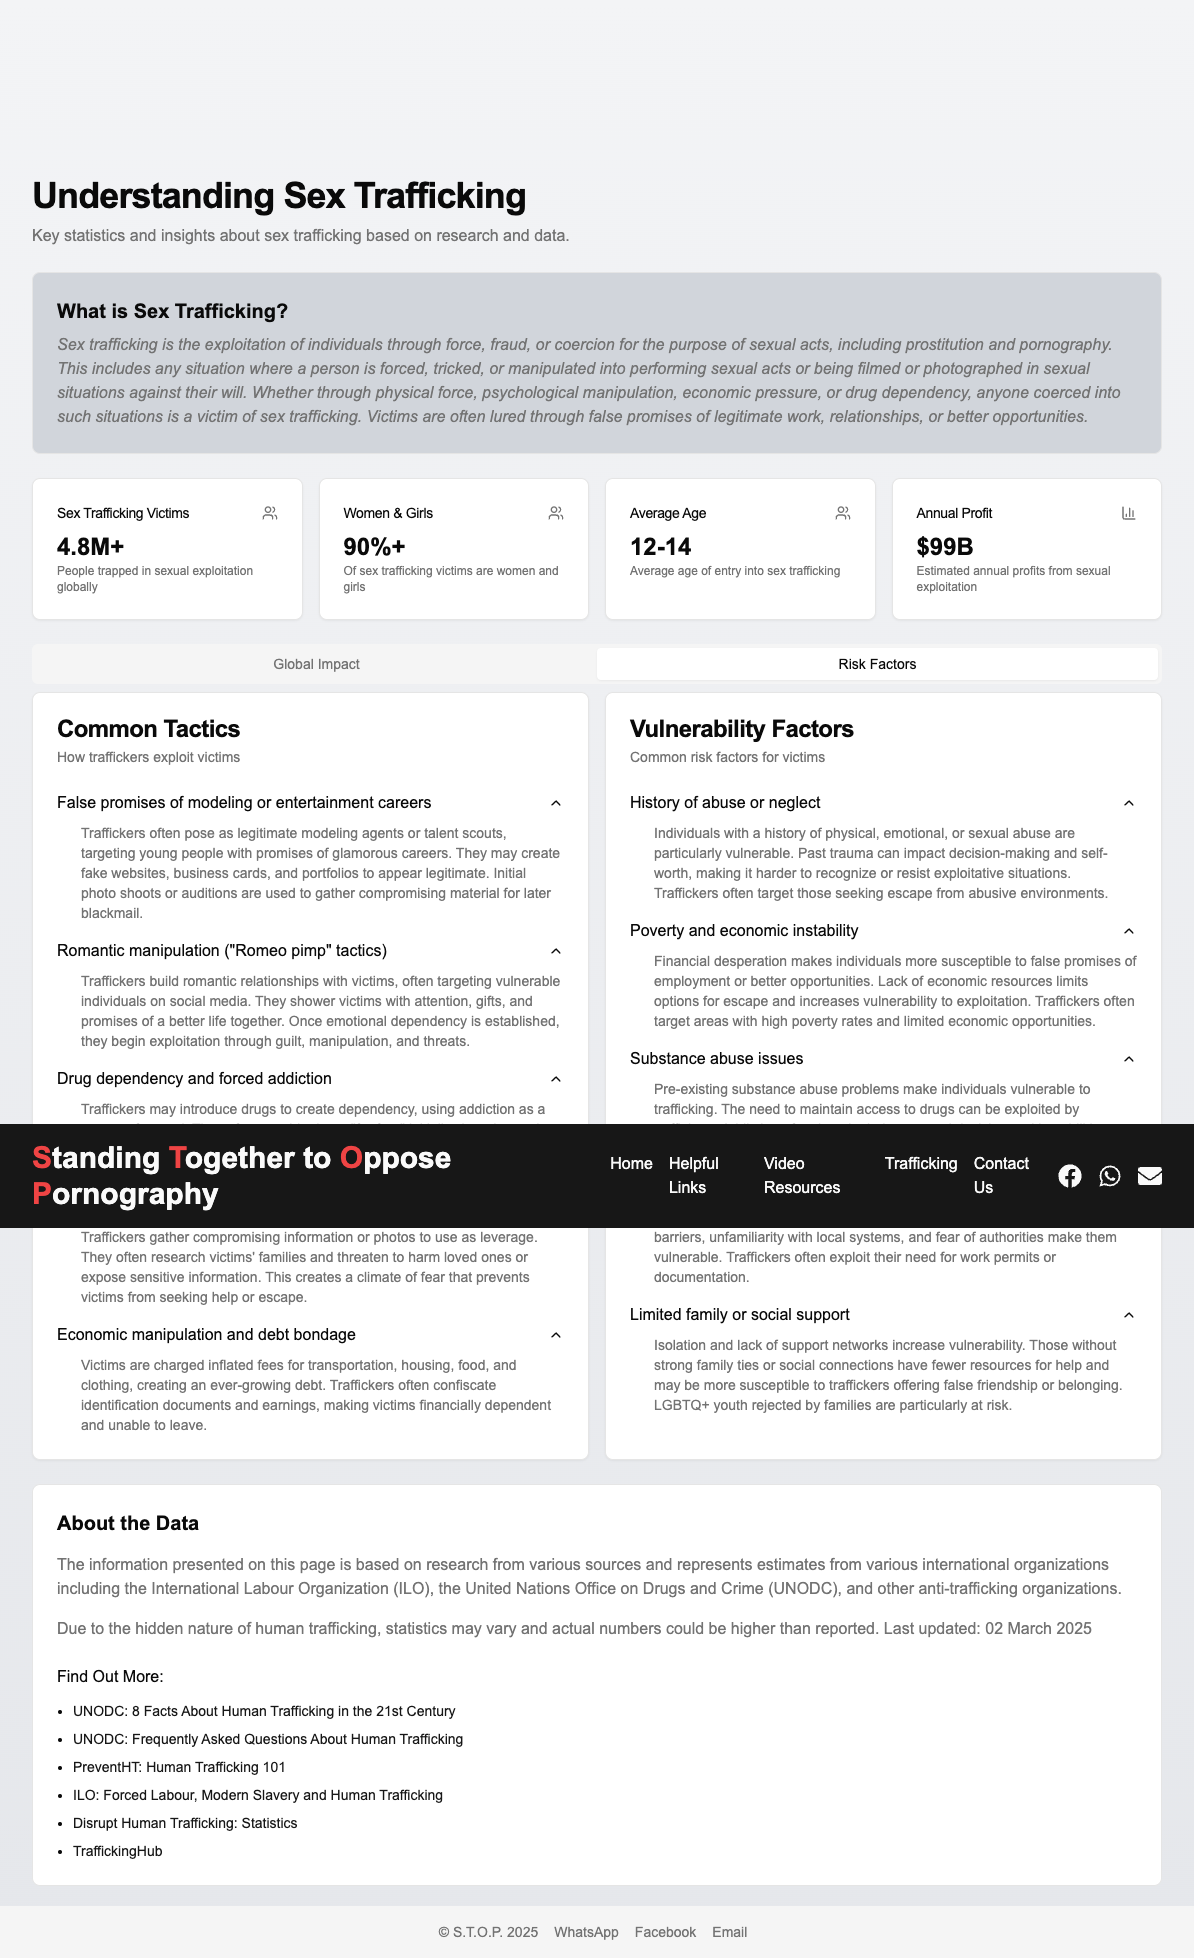 Understanding Sex Trafficking
Key statistics and insights about sex trafficking based on research and data.
What is Sex Trafficking?
Sex trafficking is the exploitation of individuals through force, fraud, or coercion for the purpose of sexual acts, including prostitution and pornography.
This includes any situation where a person is forced, tricked, or manipulated into performing sexual acts or being filmed or photographed in sexual
situations against their will. Whether through physical force, psychological manipulation, economic pressure, or drug dependency, anyone coerced into
such situations is a victim of sex trafficking. Victims are often lured through false promises of legitimate work, relationships, or better opportunities.
Sex Trafficking Victims
4.8M+
People trapped in sexual exploitation
globally
Women & Girls
90%+
Of sex trafficking victims are women and
girls
Average Age
12-14
Average age of entry into sex trafficking
Annual Profit
$99B
Estimated annual profits from sexual
exploitation
Global Impact
Risk Factors
Common Tactics
How traffickers exploit victims
False promises of modeling or entertainment careers
Traffickers often pose as legitimate modeling agents or talent scouts,
targeting young people with promises of glamorous careers. They may create
fake websites, business cards, and portfolios to appear legitimate. Initial
photo shoots or auditions are used to gather compromising material for later
blackmail.
Romantic manipulation ("Romeo pimp" tactics)
Traffickers build romantic relationships with victims, often targeting vulnerable
individuals on social media. They shower victims with attention, gifts, and
promises of a better life together. Once emotional dependency is established,
they begin exploitation through guilt, manipulation, and threats.
Drug dependency and forced addiction
Traffickers may introduce drugs to create dependency, using addiction as a
Vulnerability Factors
Common risk factors for victims
History of abuse or neglect
Individuals with a history of physical, emotional, or sexual abuse are
particularly vulnerable. Past trauma can impact decision-making and self-
worth, making it harder to recognize or resist exploitative situations.
Traffickers often target those seeking escape from abusive environments.
Poverty and economic instability
Financial desperation makes individuals more susceptible to false promises of
employment or better opportunities. Lack of economic resources limits
options for escape and increases vulnerability to exploitation. Traffickers often
target areas with high poverty rates and limited economic opportunities.
Substance abuse issues
Pre-existing substance abuse problems make individuals vulnerable to
trafficking. The need to maintain access to drugs can be exploited by
Standing Together to Oppose
Pornography
Home
Helpful
Links
Video
Resources
Trafficking
Contact
Us
Traffickers gather compromising information or photos to use as leverage.
They often research victims' families and threaten to harm loved ones or
expose sensitive information. This creates a climate of fear that prevents
victims from seeking help or escape.
Economic manipulation and debt bondage
Victims are charged inflated fees for transportation, housing, food, and
clothing, creating an ever-growing debt. Traffickers often confiscate
identification documents and earnings, making victims financially dependent
and unable to leave.
barriers, unfamiliarity with local systems, and fear of authorities make them
vulnerable. Traffickers often exploit their need for work permits or
documentation.
Limited family or social support
Isolation and lack of support networks increase vulnerability. Those without
strong family ties or social connections have fewer resources for help and
may be more susceptible to traffickers offering false friendship or belonging.
LGBTQ+ youth rejected by families are particularly at risk.
About the Data
The information presented on this page is based on research from various sources and represents estimates from various international organizations
including the International Labour Organization (ILO), the United Nations Office on Drugs and Crime (UNODC), and other anti-trafficking organizations.
Due to the hidden nature of human trafficking, statistics may vary and actual numbers could be higher than reported. Last updated: 02 March 2025
Find Out More:
• UNODC: 8 Facts About Human Trafficking in the 21st Century
• UNODC: Frequently Asked Questions About Human Trafficking
• PreventHT: Human Trafficking 101
• ILO: Forced Labour, Modern Slavery and Human Trafficking
• Disrupt Human Trafficking: Statistics
• TraffickingHub
© S.T.O.P. 2025 WhatsApp Facebook Email